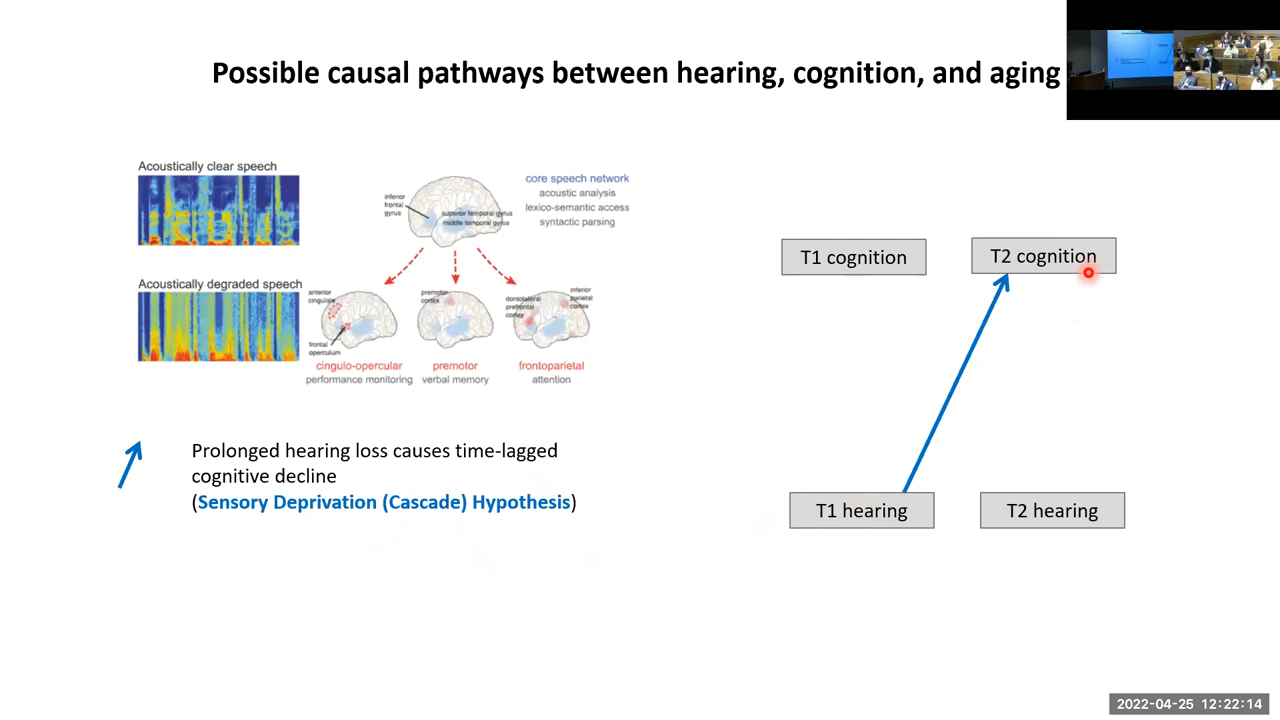 Possible causal pathways between hearing, cognition, and aging
Acoustically clear speech
Acoustically degraded speech
inferior
frontal
gyrus
superior temporal gyrus
middle temporal gyrus
core speech network
acoustic analysis
lexico-semantic access
syntactic parsing
anterior
cingulate
frontal
operculum
premotor
cortex
dorsolateral
prefrontal
cortex
inferior
parietal
cortex
cingulo-opercular
performance monitoring
premotor
verbal memory
frontoparietal
attention
Prolonged hearing loss causes time-lagged
cognitive decline
(Sensory Deprivation (Cascade) Hypothesis)
T1 cognition
T2 cognition
T1 hearing
T2 hearing
2022-04-25 12:22:14